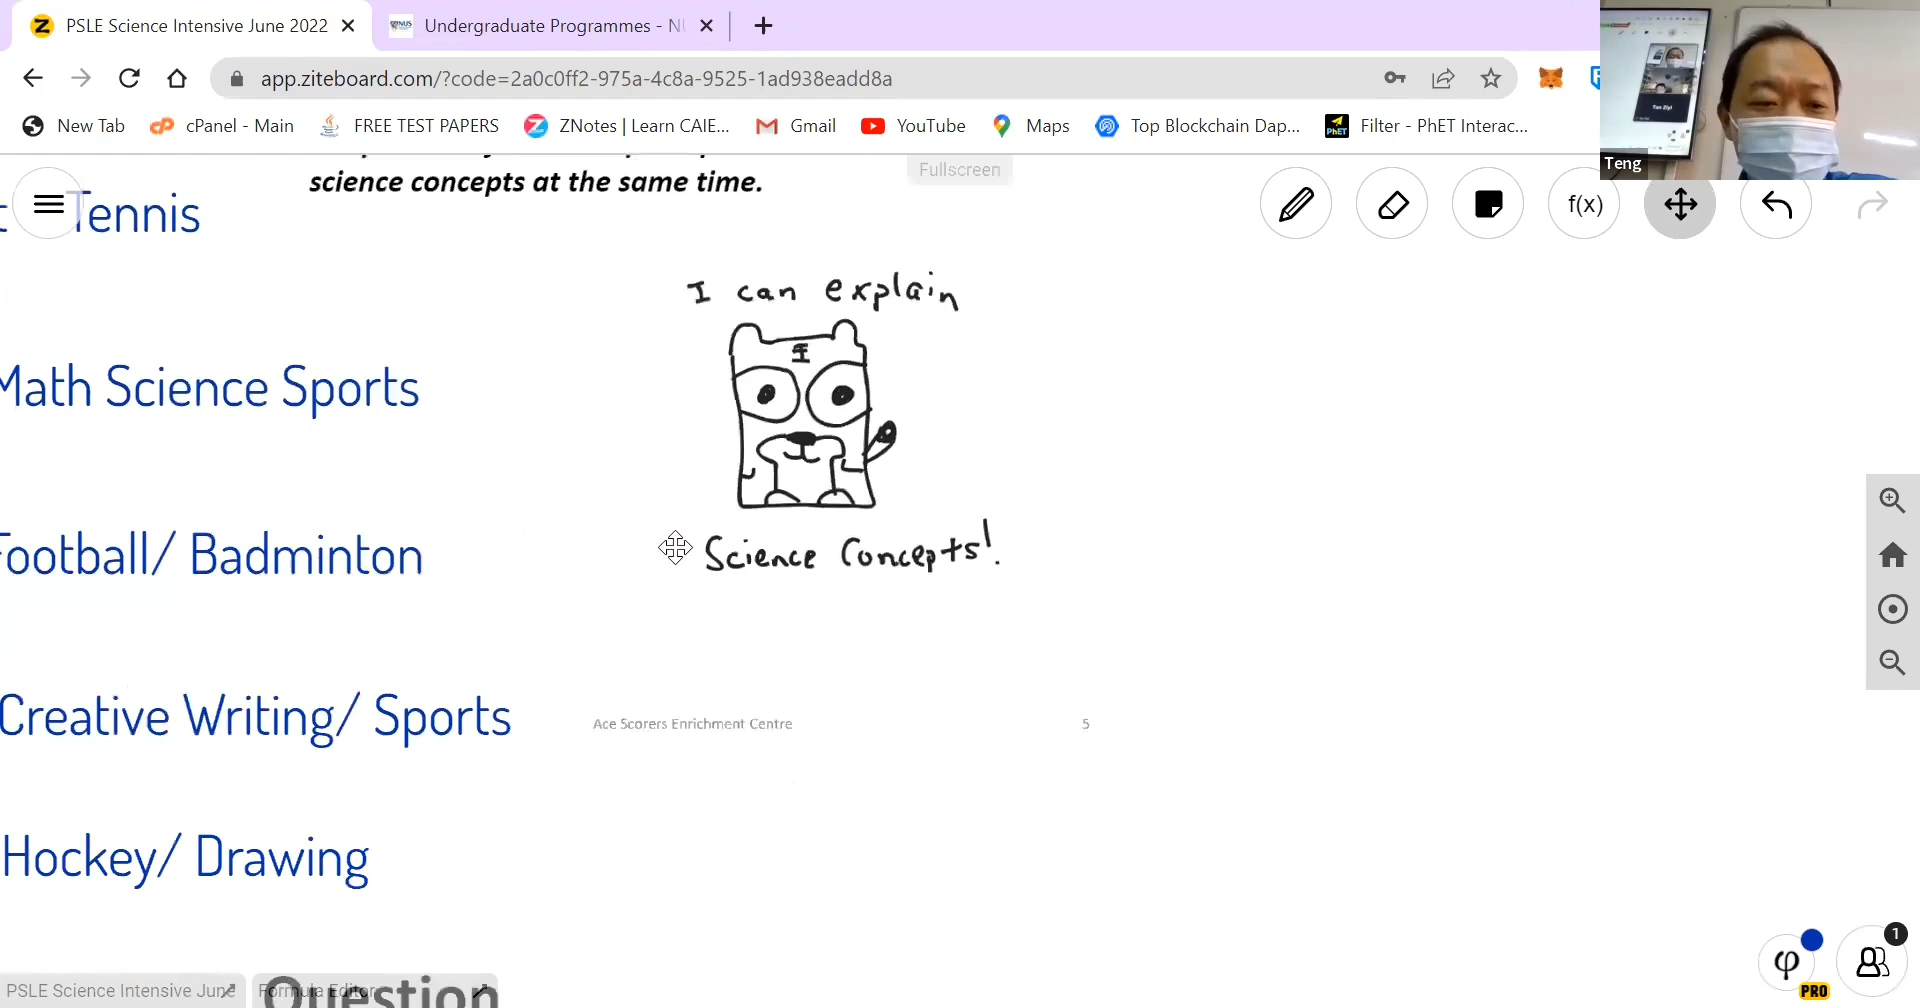 PSLE Science Intensive June 2022
Undergraduate Programmes - N
app.ziteboard.com/?code=2a0c0ff2-975a-4c8a-9525-1ad938eadd8a
New Tab
cPanel - Main
FREE TEST PAPERS
ZNotes | Learn CAIE...
Gmail
YouTube
Maps
Top Blockchain Dap...
Filter - PhET Interac...
Teng
science concepts at the same time.
Fullscreen
Tennis
f(x)
I can explain
Math Science Sports
Football/ Badminton
Science Concepts!
Creative Writing/ Sports
Ace Scorers Enrichment Centre
5
Hockey/ Drawing
1
φ
PRO
PSLE Science Intensive June
Formula Editor
Question